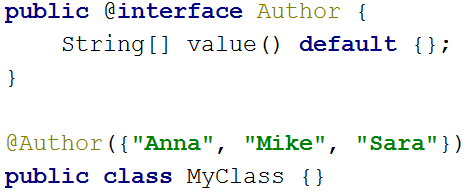 public @interface Author {
    String[] value() default {};
}

@Author({"Anna", "Mike", "Sara"})
public class MyClass {}